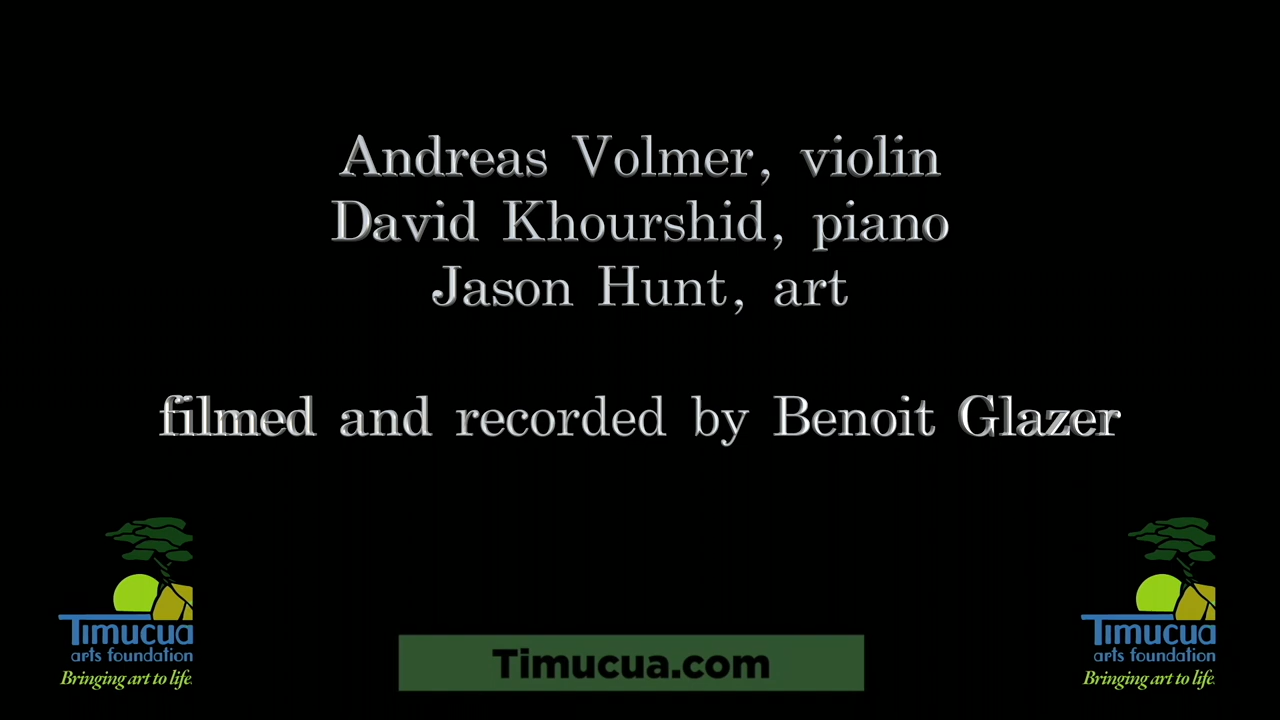 Andreas Volmer, violin
David Khourshid, piano
Jason Hunt, art
filmed and recorded by Benoit Glazer
Timucua
arts foundation
Bringing art to life.
Timucua.com
Timucua
arts foundation
Bringing art to life.